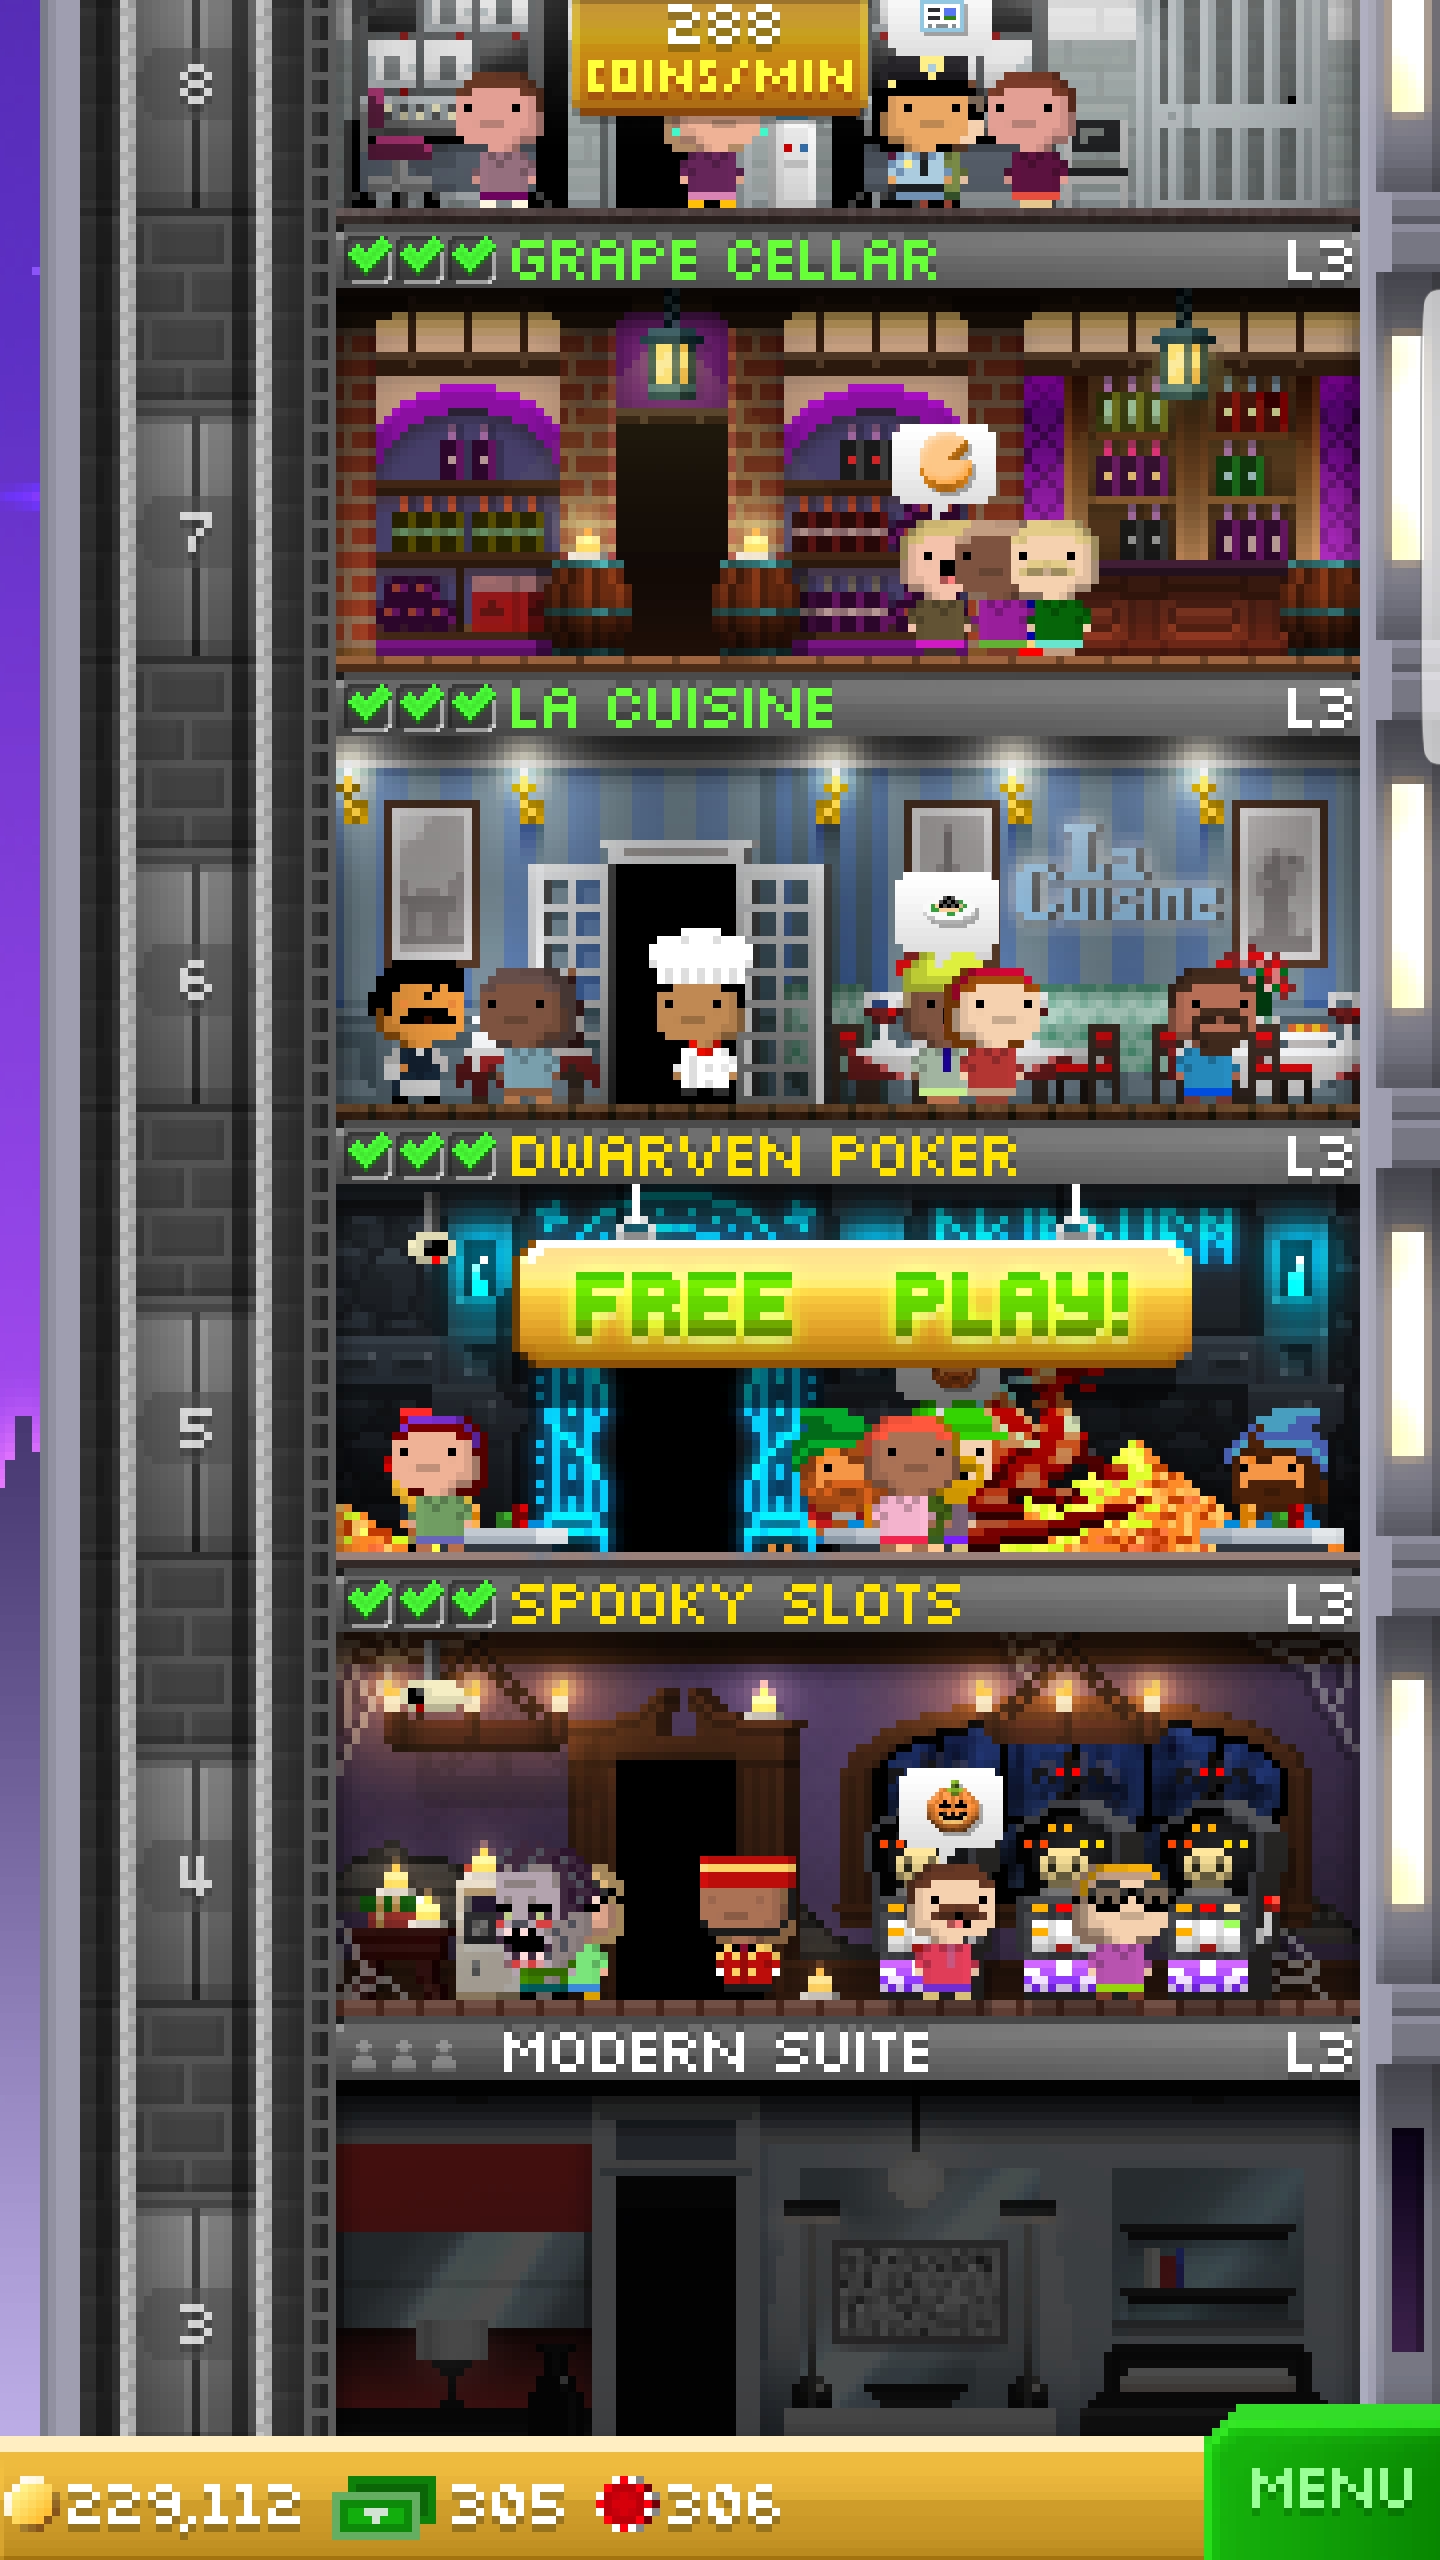 288
COINS/MIN
8
GRAPE CELLAR L3
7
LA CUISINE L3
La
Cuisine
6
DWARVEN POKER L3
FREE PLAY!
5
SPOOKY SLOTS L3
4
MODERN SUITE L3
3
229,112 305 306
MENU